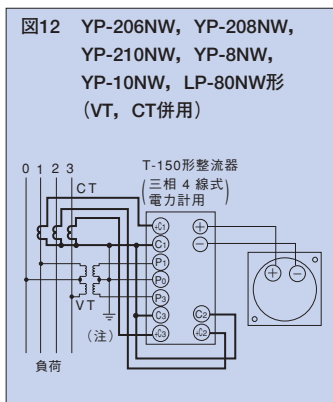 図12 YP-206NW, YP-208NW,
YP-210NW, YP-8NW,
YP-10NW, LP-80NW形
（VT, CT併用）
0 1 2 3
CT
T-150形整流器
（三相 4 線式
電力計用）
+C1
C1
P1
P0
P3
C3
+C3
+
−
C2
+C2
+ −
VT
（注）
負荷